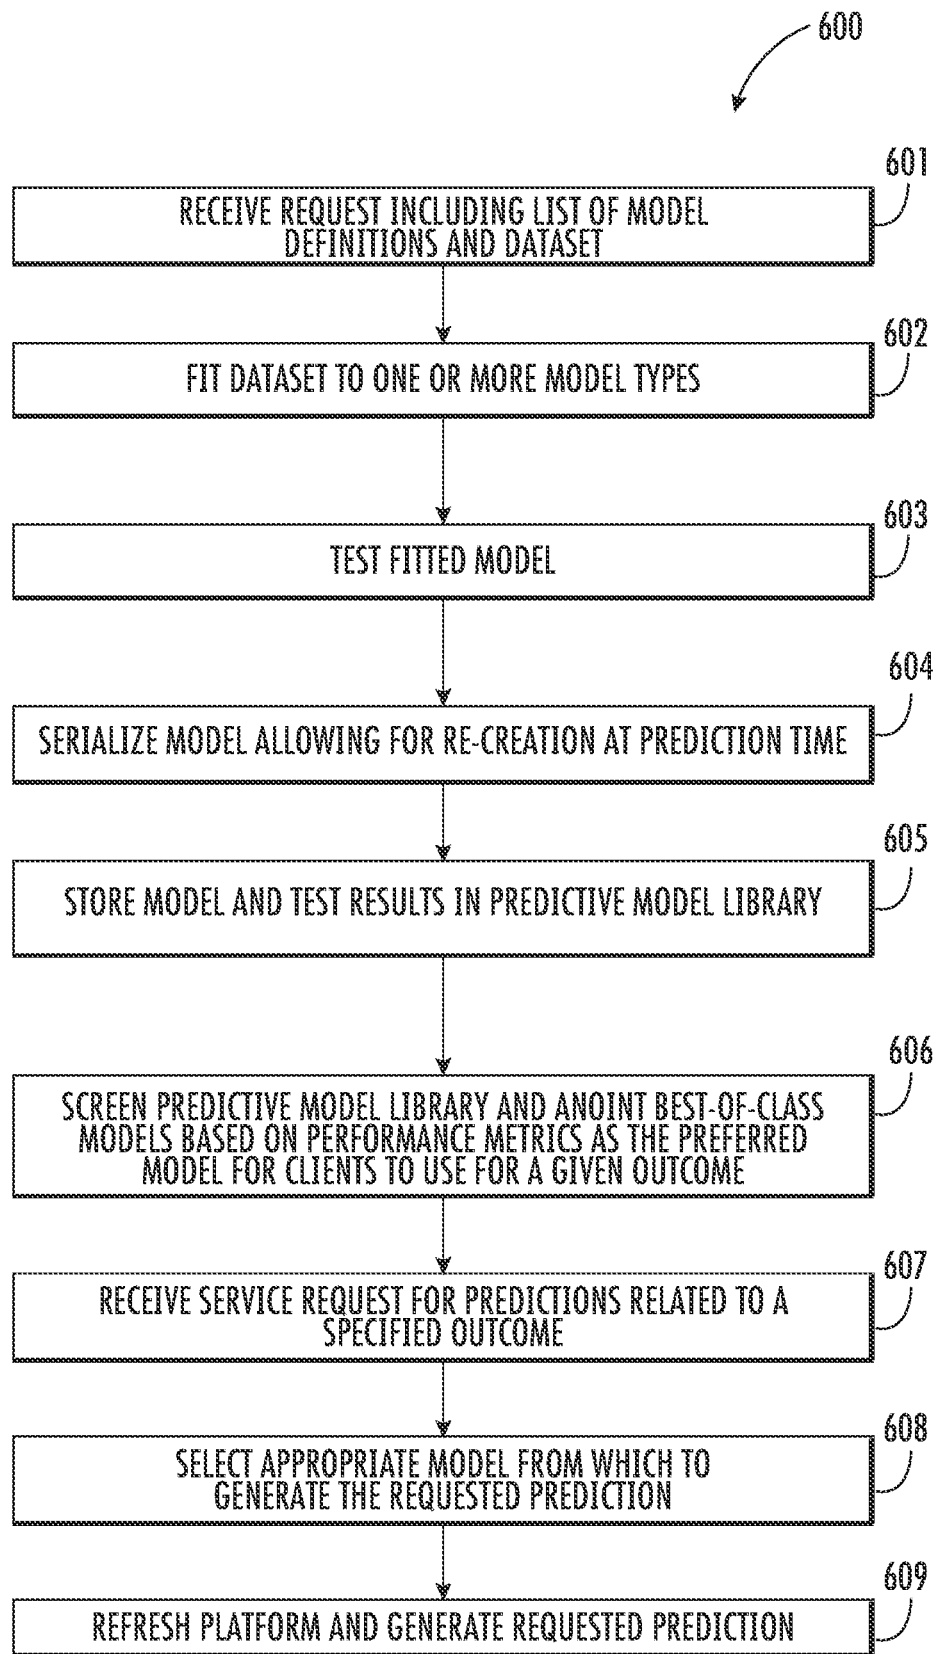 600
601
RECEIVE REQUEST INCLUDING LIST OF MODEL
DEFINITIONS AND DATASET
602
FIT DATASET TO ONE OR MORE MODEL TYPES
603
TEST FITTED MODEL
604
SERIALIZE MODEL ALLOWING FOR RE-CREATION AT PREDICTION TIME
605
STORE MODEL AND TEST RESULTS IN PREDICTIVE MODEL LIBRARY
606
SCREEN PREDICTIVE MODEL LIBRARY AND ANOINT BEST-OF-CLASS
MODELS BASED ON PERFORMANCE METRICS AS THE PREFERRED
MODEL FOR CLIENTS TO USE FOR A GIVEN OUTCOME
607
RECEIVE SERVICE REQUEST FOR PREDICTIONS RELATED TO A
SPECIFIED OUTCOME
608
SELECT APPROPRIATE MODEL FROM WHICH TO
GENERATE THE REQUESTED PREDICTION
609
REFRESH PLATFORM AND GENERATE REQUESTED PREDICTION